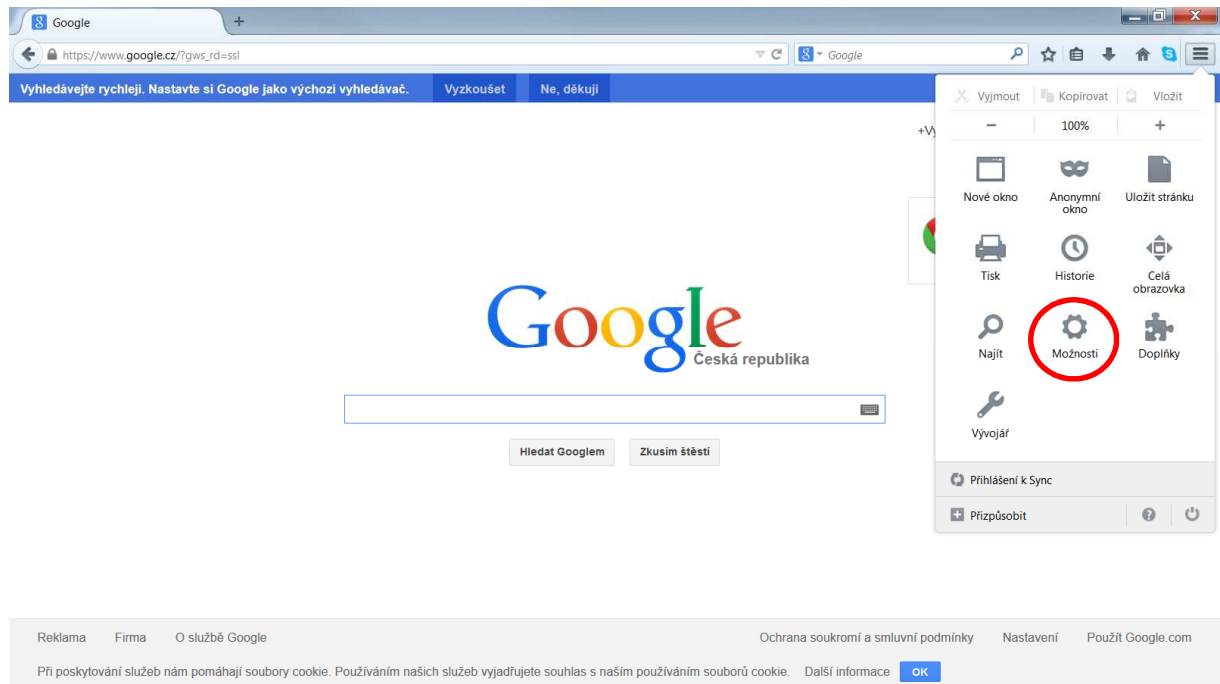 Google
https://www.google.cz/?gws_rd=ssl
Google
Vyhledávejte rychleji. Nastavte si Google jako výchozí vyhledávač. Vyzkoušet Ne, děkuji
Vyjmout Kopírovat Vložit
100%
+Vy
Nové okno
Anonymní
okno
Uložit stránku
Tisk
Historie
Celá
obrazovka
Najít
Možnosti
Doplňky
Vývojář
Přihlášení k Sync
Přizpůsobit
Google
Česká republika
Hledat Googlem Zkusím štěstí
Reklama Firma O službě Google Ochrana soukromí a smluvní podmínky Nastavení Použít Google.com
Při poskytování služeb nám pomáhají soubory cookie. Používáním našich služeb vyjadřujete souhlas s naším používáním souborů cookie. Další informace OK